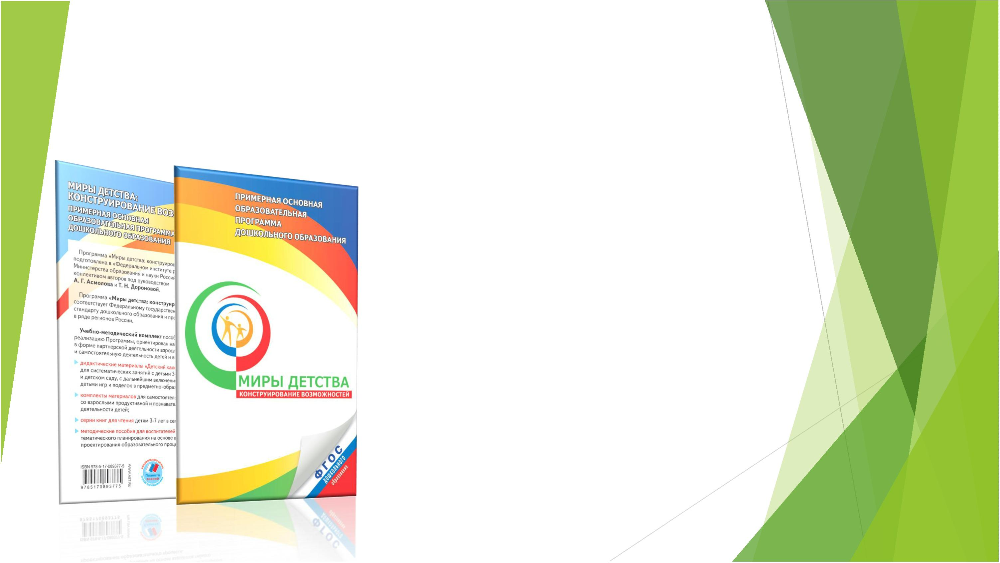 МИРЫ ДЕТСТВА:
КОНСТРУИРОВАНИЕ
ПРИМЕРНАЯ ОСНОВНАЯ
ОБРАЗОВАТЕЛЬНАЯ ПРОГРАММА
ДОШКОЛЬНОГО ОБРАЗОВАНИЯ
Программа «Миры детства:
подготовлена в «Федеральном институте
Министерства образования и науки
коллективом авторов под руководством
А. Г. Асмолова и Т. Н. Дороновой.
Программа «Миры детства:
соответствует Федеральному
стандарту дошкольного образования и
в ряде регионов России.
Учебно-методический комплект
реализацию Программы, ориентирован на
в форме партнерской деятельности
и самостоятельную деятельность детей и
дидактические материалы «Детский
для систематических занятий с детьми 3-
и детском саду, с дальнейшим
детьми игр и поделок в
комплекты материалов для
со взрослыми продуктивной и
деятельности детей;
серии книг для чтения детям 3-7 лет в
методические пособия для воспитателей
тематического планирования на основе
проектирования образовательного
ISBN 978-5-17-089377-5
9785170893775
WWW.AST.RU
Планета
знаний
ПРИМЕРНАЯ ОСНОВНАЯ
ОБРАЗОВАТЕЛЬНАЯ
ПРОГРАММА
ДОШКОЛЬНОГО ОБРАЗОВАНИЯ
МИРЫ ДЕТСТВА
КОНСТРУИРОВАНИЕ ВОЗМОЖНОСТЕЙ
ФГОС
дошкольного
образования